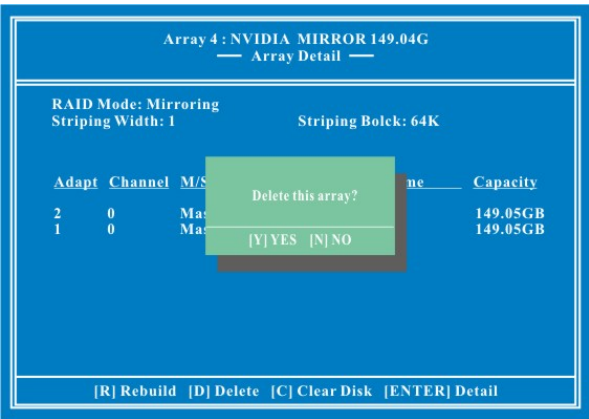 Array 4 : NVIDIA MIRROR 149.04G
Array Detail
RAID Mode: Mirroring
Striping Width: 1 Striping Bolck: 64K
Adapt Channel M/S me Capacity
2 0 Mas 149.05GB
1 0 Mas 149.05GB
Delete this array?
[Y] YES [N] NO
[R] Rebuild [D] Delete [C] Clear Disk [ENTER] Detail